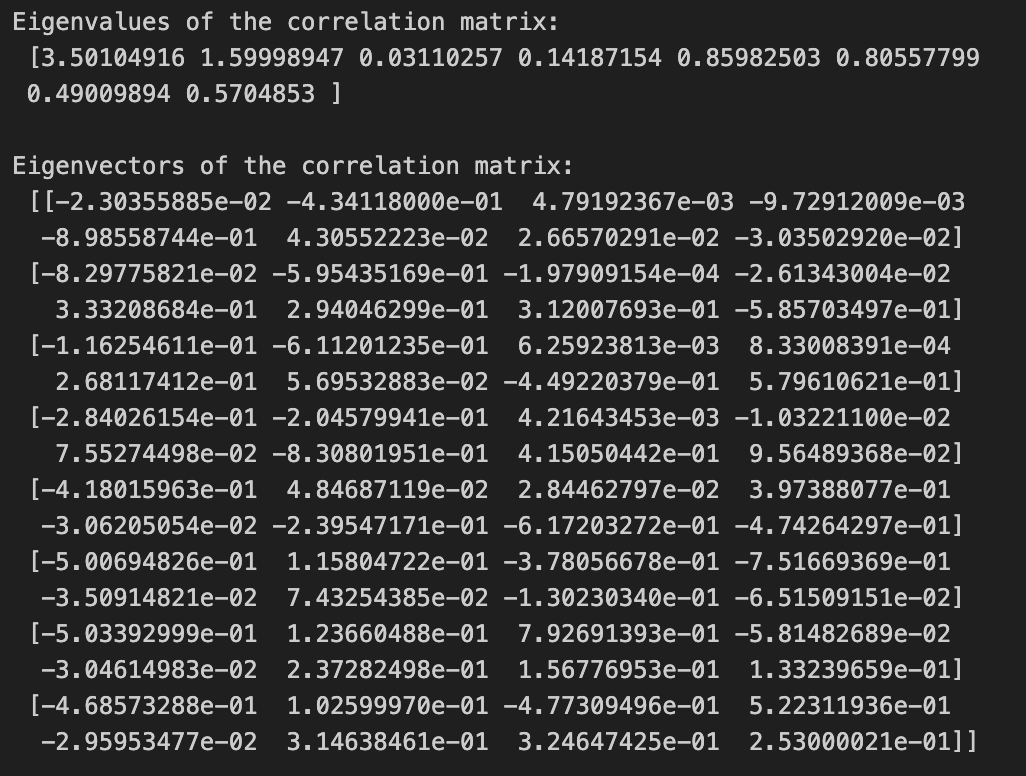 Eigenvalues of the correlation matrix:
 [3.50104916 1.59998947 0.03110257 0.14187154 0.85982503 0.80557799
 0.49009894 0.5704853 ]

Eigenvectors of the correlation matrix:
 [[-2.30355885e-02 -4.34118000e-01  4.79192367e-03 -9.72912009e-03
  -8.98558744e-01  4.30552223e-02  2.66570291e-02 -3.03502920e-02]
 [-8.29775821e-02 -5.95435169e-01 -1.97909154e-04 -2.61343004e-02
   3.33208684e-01  2.94046299e-01  3.12007693e-01 -5.85703497e-01]
 [-1.16254611e-01 -6.11201235e-01  6.25923813e-03  8.33008391e-04
   2.68117412e-01  5.69532883e-02 -4.49220379e-01  5.79610621e-01]
 [-2.84026154e-01 -2.04579941e-01  4.21643453e-03 -1.03221100e-02
   7.55274498e-02 -8.30801951e-01  4.15050442e-01  9.56489368e-02]
 [-4.18015963e-01  4.84687119e-02  2.84462797e-02  3.97388077e-01
  -3.06205054e-02 -2.39547171e-01 -6.17203272e-01 -4.74264297e-01]
 [-5.00694826e-01  1.15804722e-01 -3.78056678e-01 -7.51669369e-01
  -3.50914821e-02  7.43254385e-02 -1.30230340e-01 -6.51509151e-02]
 [-5.03392999e-01  1.23660488e-01  7.92691393e-01 -5.81482689e-02
  -3.04614983e-02  2.37282498e-01  1.56776953e-01  1.33239659e-01]
 [-4.68573288e-01  1.02599970e-01 -4.77309496e-01  5.22311936e-01
  -2.95953477e-02  3.14638461e-01  3.24647425e-01  2.53000021e-01]]